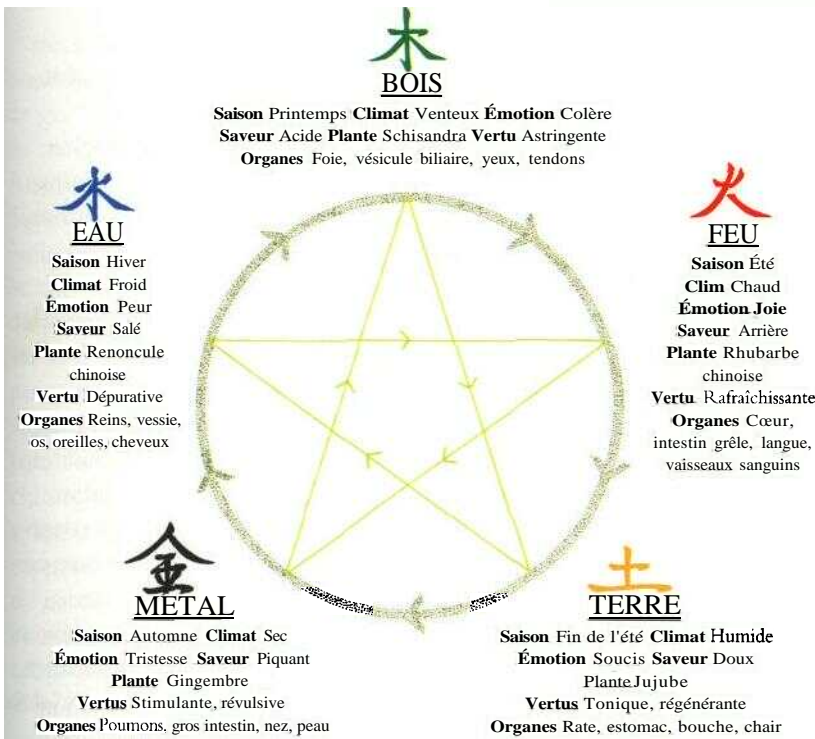 木
BOIS
Saison Printemps Climat Venteux Émotion Colère
Saveur Acide Plante Schisandra Vertu Astringente
Organes Foie, vésicule biliaire, yeux, tendons
水
EAU
Saison Hiver
Climat Froid
Émotion Peur
Saveur Salé
Plante Renoncule
chinoise
Vertu Dépurative
Organes Reins, vessie,
os, oreilles, cheveux
火
FEU
Saison Été
Clim Chaud
Émotion Joie
Saveur Arrière
Plante Rhubarbe
chinoise
Vertu Rafraîchissante
Organes Cœur,
intestin grêle, langue,
vaisseaux sanguins
金
METAL
Saison Automne Climat Sec
Émotion Tristesse Saveur Piquant
Plante Gingembre
Vertus Stimulante, révulsive
Organes Poumons, gros intestin, nez, peau
土
TERRE
Saison Fin de l'été Climat Humide
Émotion Soucis Saveur Doux
Plante Jujube
Vertus Tonique, régénérante
Organes Rate, estomac, bouche, chair